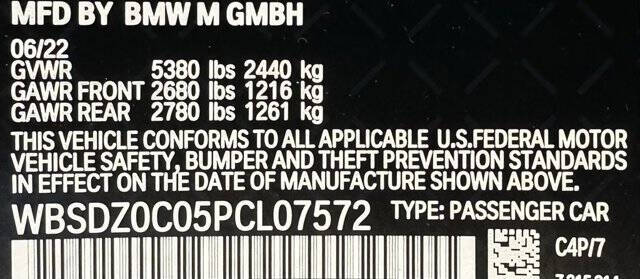 MFD BY BMW M GMBH
06/22
GVWR 5380 lbs 2440 kg
GAWR FRONT 2680 lbs 1216 kg
GAWR REAR 2780 lbs 1261 kg
THIS VEHICLE CONFORMS TO ALL APPLICABLE U.S.FEDERAL MOTOR
VEHICLE SAFETY, BUMPER AND THEFT PREVENTION STANDARDS
IN EFFECT ON THE DATE OF MANUFACTURE SHOWN ABOVE.
WBSDZ0C05PCL07572 TYPE: PASSENGER CAR
C4P/7